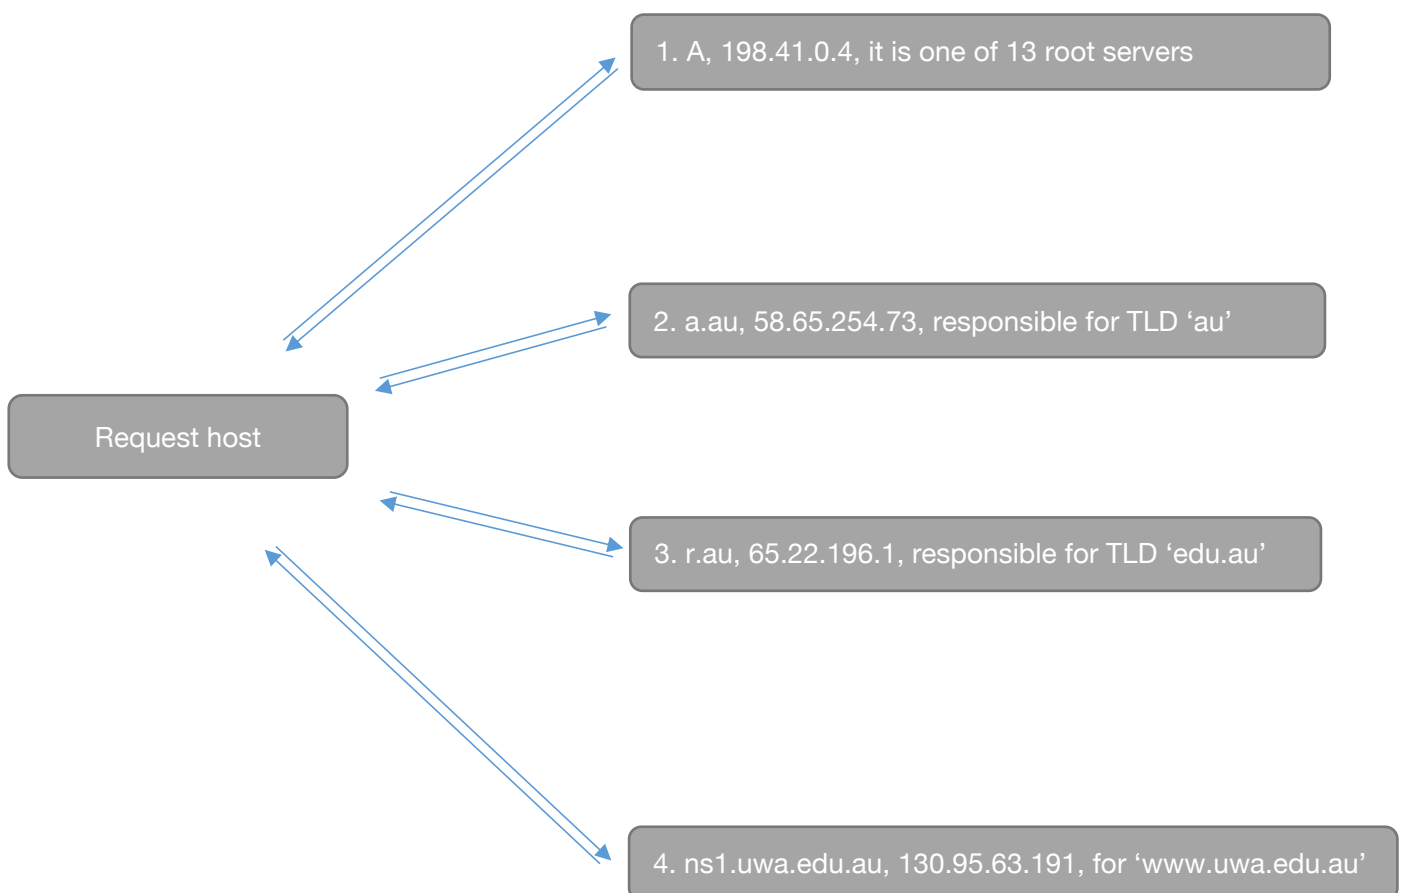 1. A, 198.41.0.4, it is one of 13 root servers
2. a.au, 58.65.254.73, responsible for TLD ‘au’
Request host
3. r.au, 65.22.196.1, responsible for TLD ‘edu.au’
4. ns1.uwa.edu.au, 130.95.63.191, for ‘www.uwa.edu.au’